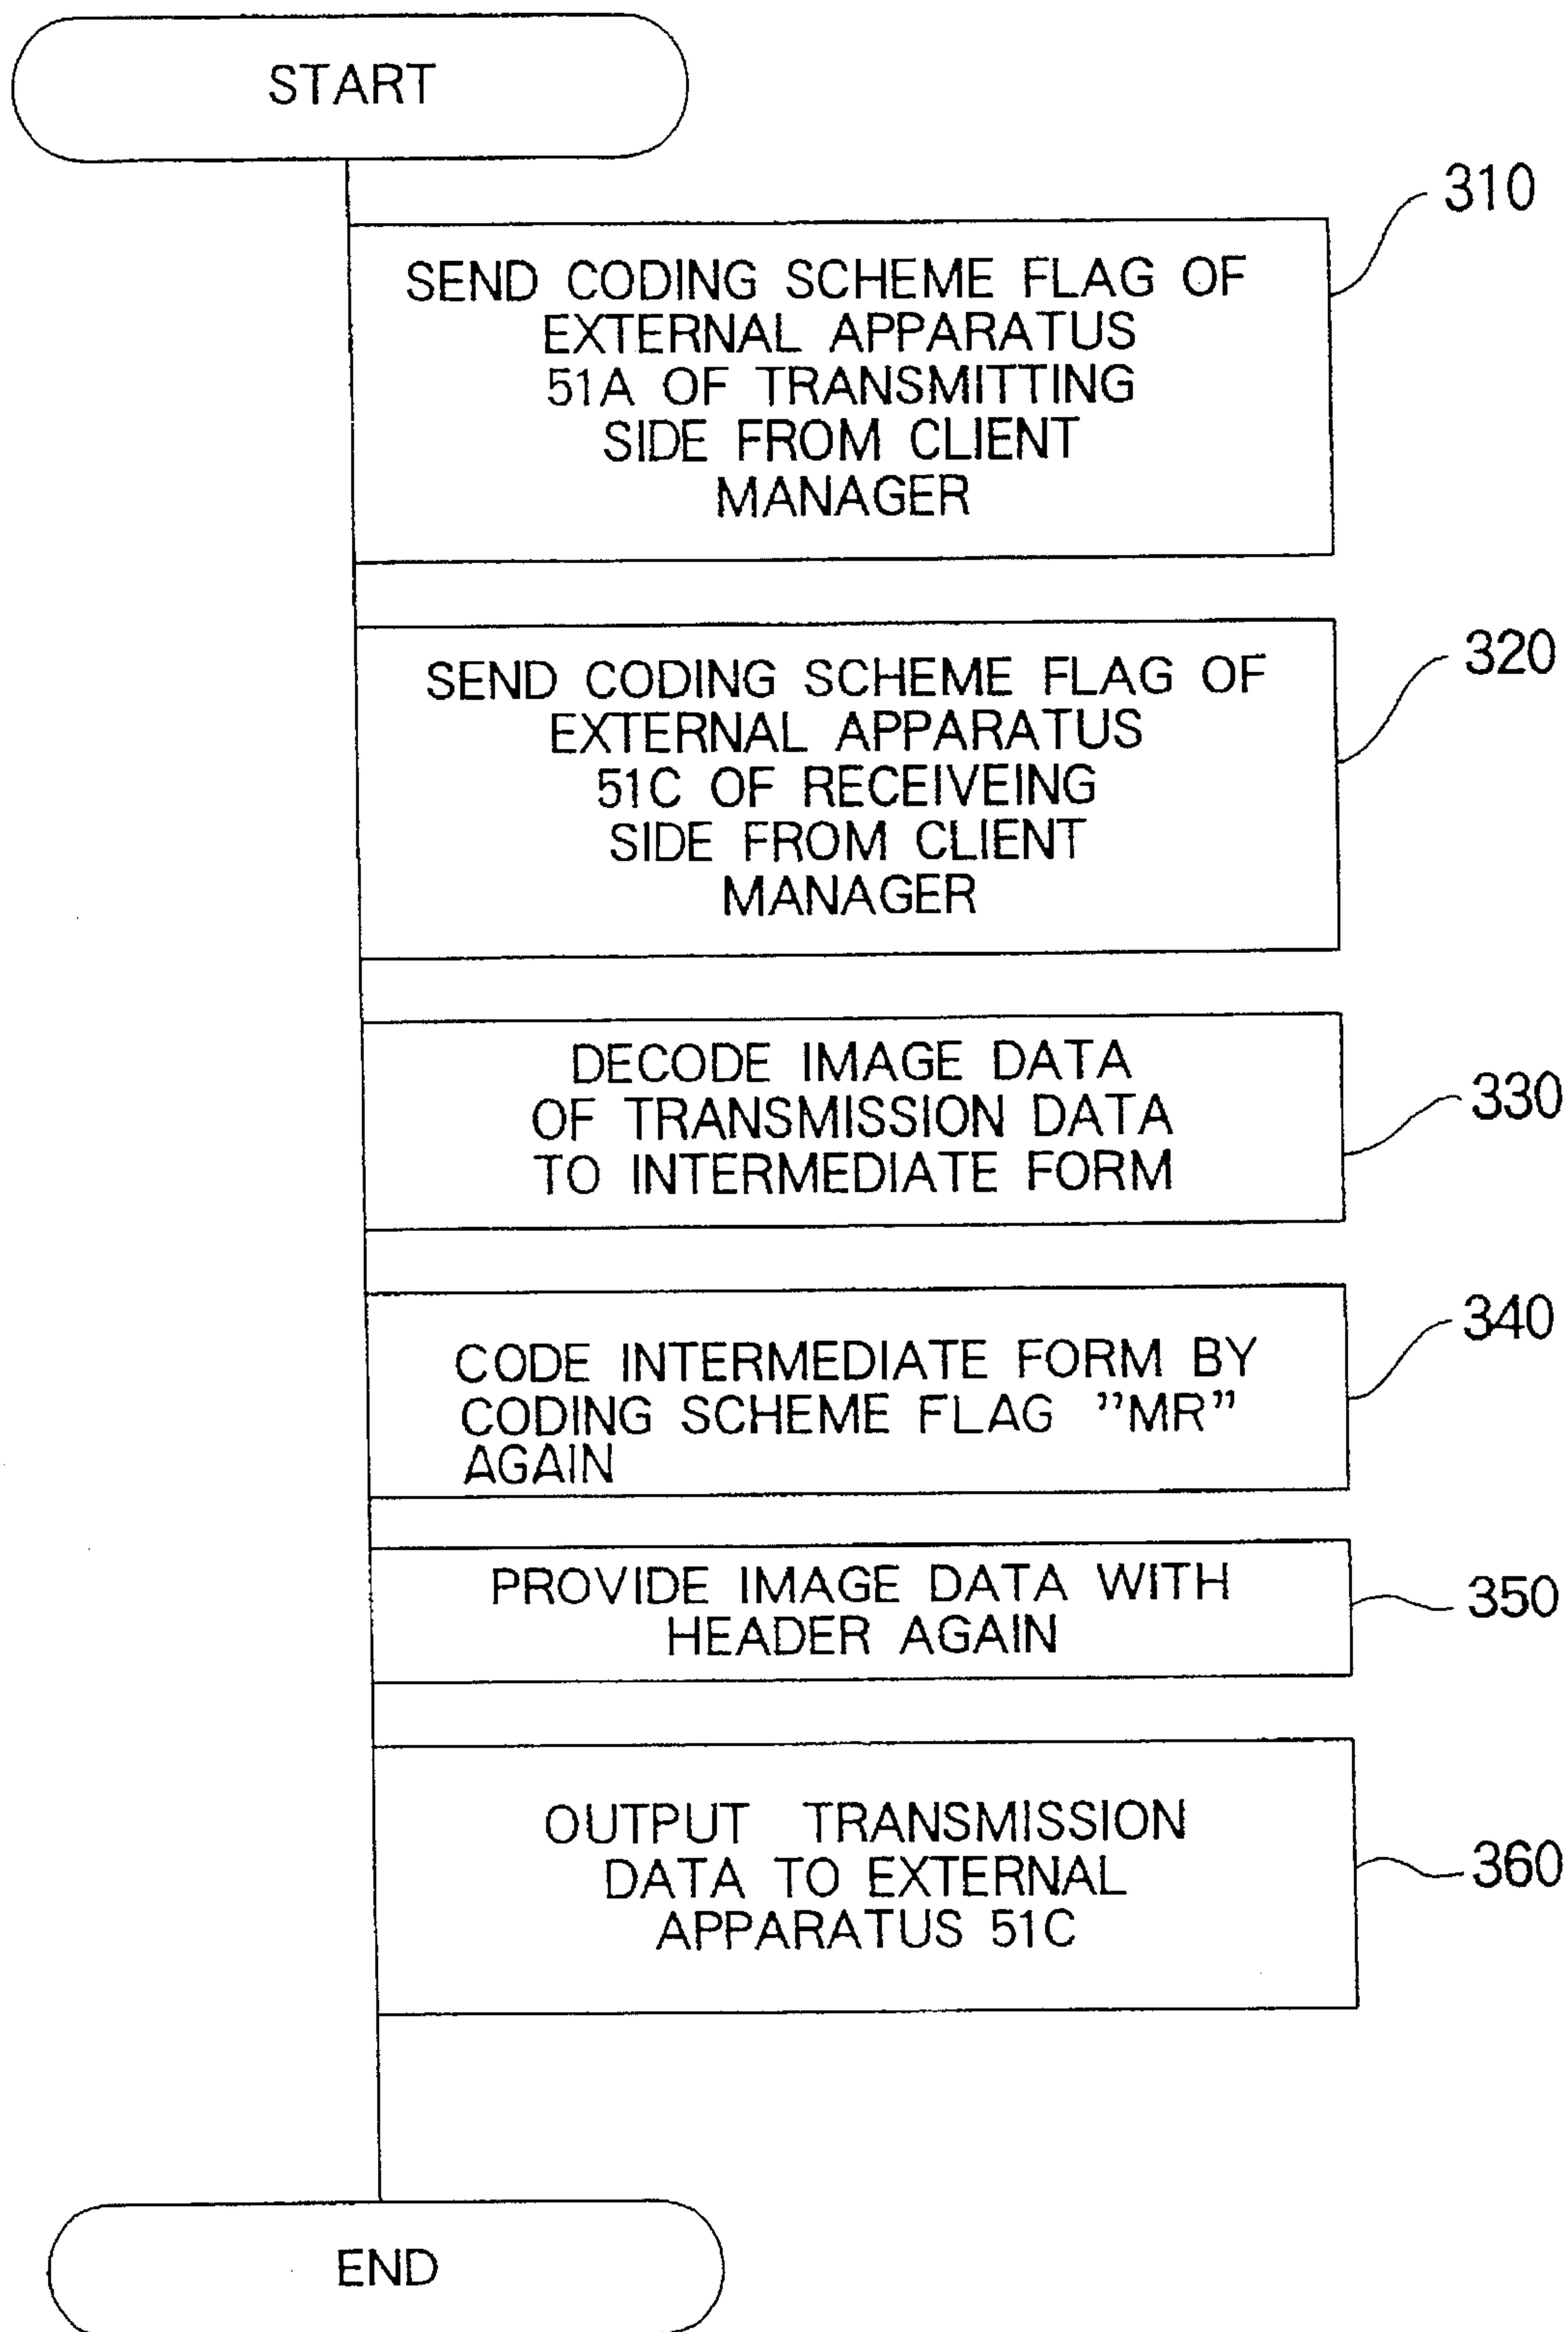 START
310
SEND CODING SCHEME FLAG OF
EXTERNAL APPARATUS
51A OF TRANSMITTING
SIDE FROM CLIENT
MANAGER
320
SEND CODING SCHEME FLAG OF
EXTERNAL APPARATUS
51C OF RECEIVEING
SIDE FROM CLIENT
MANAGER
330
DECODE IMAGE DATA
OF TRANSMISSION DATA
TO INTERMEDIATE FORM
340
CODE INTERMEDIATE FORM BY
CODING SCHEME FLAG ”MR”
AGAIN
350
PROVIDE IMAGE DATA WITH
HEADER AGAIN
360
OUTPUT TRANSMISSION
DATA TO EXTERNAL
APPARATUS 51C
END